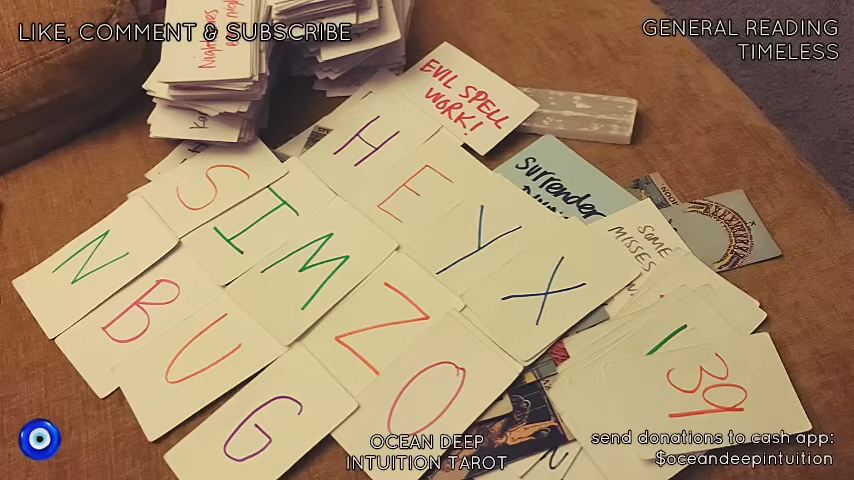 LIKE, COMMENT & SUBSCRIBE
GENERAL READING
TIMELESS
EVIL SPELL
WORK!
H
E
Y
X
S
I
M
Z
O
N
B
U
G
surrender
SOME
MISSES
39
OCEAN DEEP
INTUITION TAROT
send donations to cash app:
$oceandeepintuition